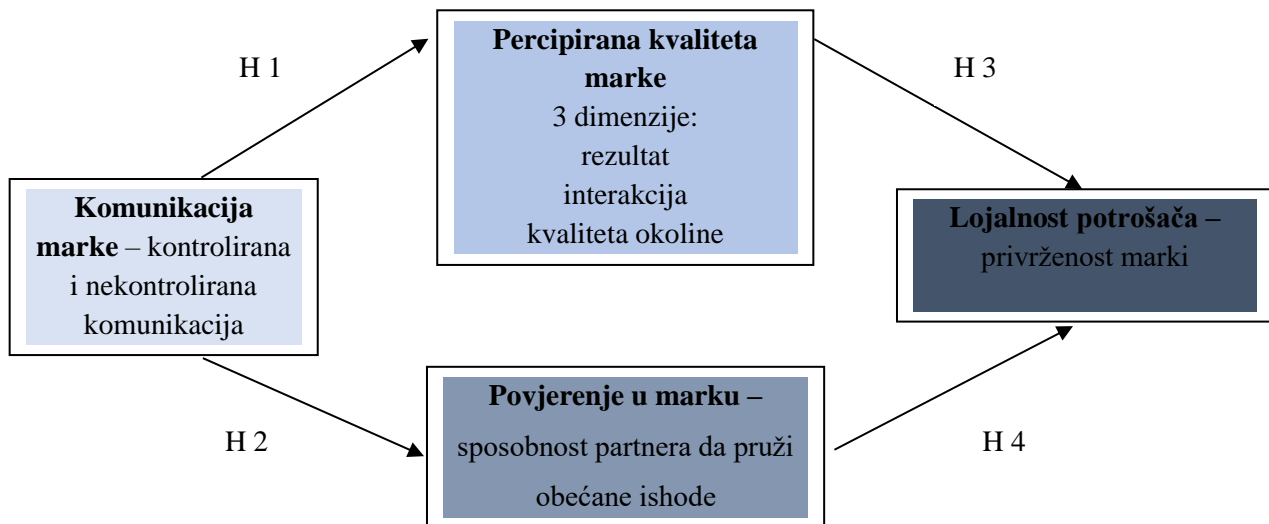 H 1
Percipirana kvaliteta
marke
3 dimenzije:
rezultat
interakcija
kvaliteta okoline
H 3
Komunikacija
marke – kontrolirana
i nekontrolirana
komunikacija
Lojalnost potrošača –
privrženost marki
H 2
Povjerenje u marku –
sposobnost partnera da pruži
obećane ishode
H 4